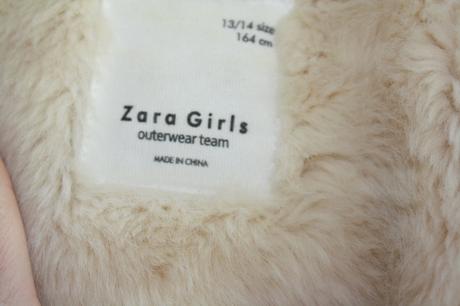 13/14 size
164 cm
Zara Girls
outerwear team
MADE IN CHINA